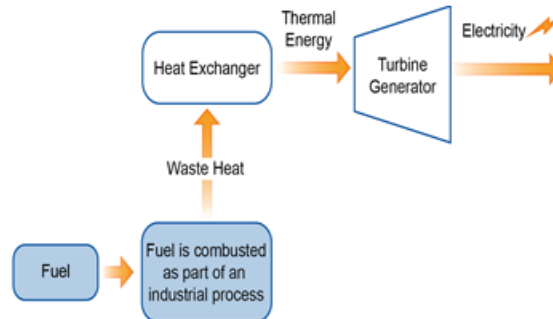 Thermal
Energy
Electricity
Heat Exchanger
Turbine
Generator
Waste Heat
Fuel
Fuel is combusted
as part of an
industrial process